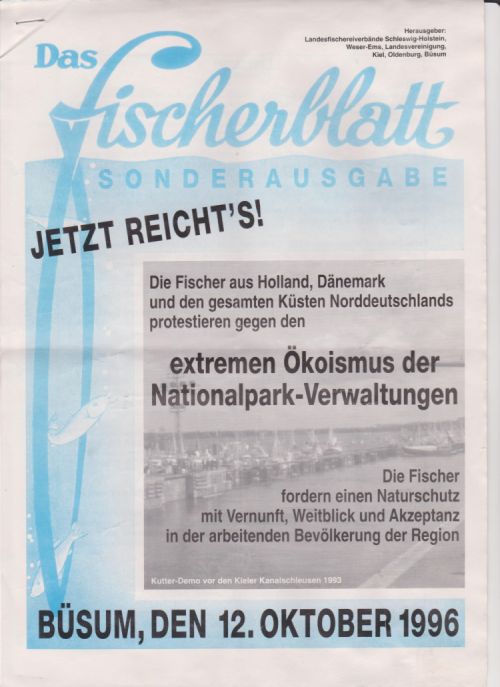 Herausgeber:
Landesfischereiverbände Schleswig-Holstein,
Weser-Ems, Landesvereinigung,
Kiel, Oldenburg, Büsum
Das
Fischerblatt
SONDERAUSGABE
JETZT REICHT'S!
Die Fischer aus Holland, Dänemark
und den gesamten Küsten Norddeutschlands
protestieren gegen den
extremen Ökoismus der
Nationalpark-Verwaltungen
Die Fischer
fordern einen Naturschutz
mit Vernunft, Weitblick und Akzeptanz
in der arbeitenden Bevölkerung der Region
Kutter-Demo vor den Kieler Kanalschleusen 1993
BÜSUM, DEN 12. OKTOBER 1996